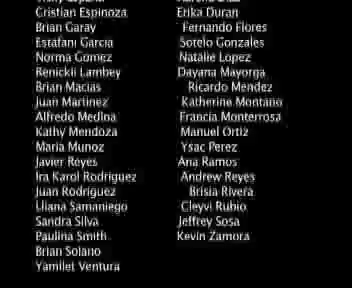 Cristian Espinoza
Brian Garay
Estafani Garcia
Norma Gomez
Renickii Lambey
Brian Macias
Juan Martinez
Alfredo Medina
Kathy Mendoza
Maria Munoz
Javier Reyes
Ira Karol Rodriguez
Juan Rodriguez
Liliana Samaniego
Sandra Silva
Paulina Smith
Brian Solano
Yamilet Ventura
Erika Duran
Fernando Flores
Sotelo Gonzales
Natalie Lopez
Dayana Mayorga
Ricardo Mendez
Katherine Montano
Francia Monterrosa
Manuel Ortiz
Ysac Perez
Ana Ramos
Andrew Reyes
Brisia Rivera
Cleyvi Rubio
Jeffrey Sosa
Kevin Zamora